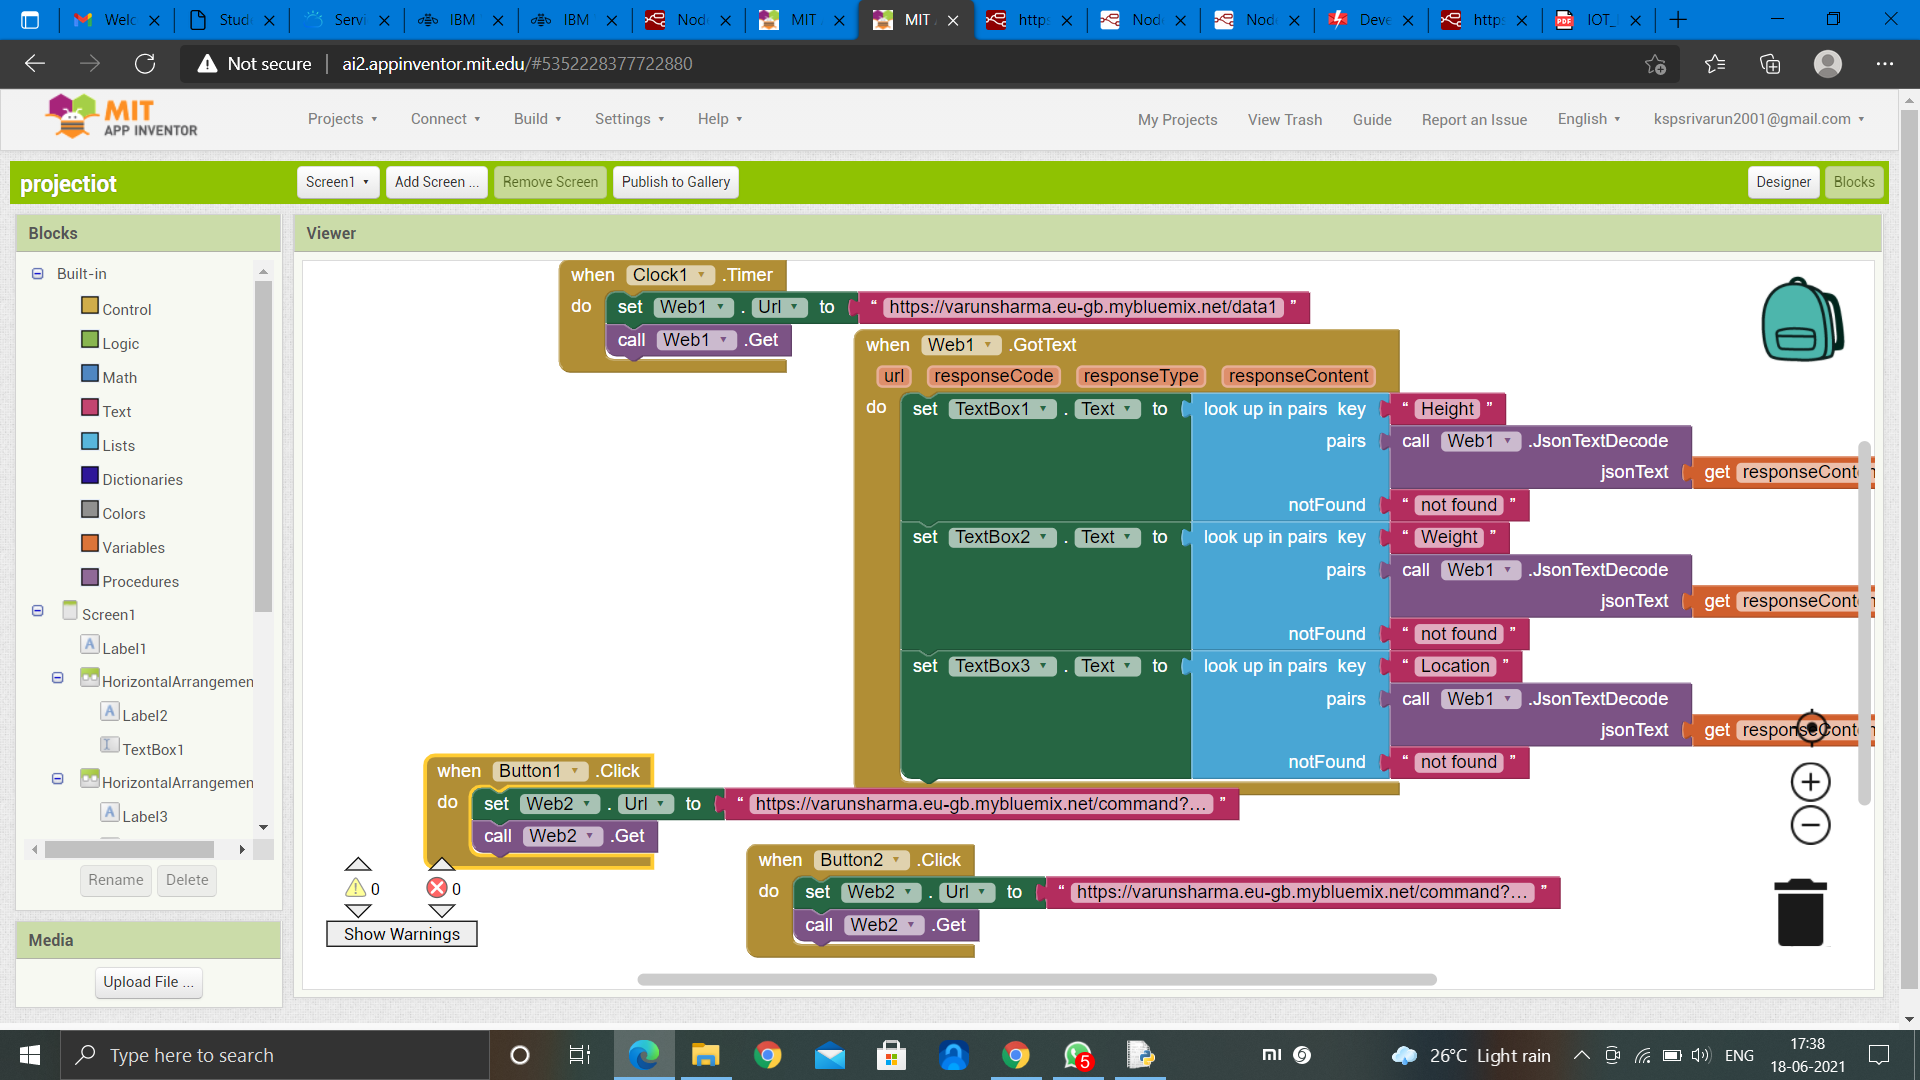 Welc
Stud
Servi
IBM
IBM
Nod
MIT
MIT
https
Nod
Nod
Deve
https
IOT_
Not secure ai2.appinventor.mit.edu/#5352228377722880
MIT
APP INVENTOR
Projects Connect Build Settings Help
My Projects View Trash Guide Report an Issue English kspsrivarun2001@gmail.com
projectiot
Screen1 Add Screen ... Remove Screen Publish to Gallery
Designer Blocks
Blocks
Built-in
Control
Logic
Math
Text
Lists
Dictionaries
Colors
Variables
Procedures
Screen1
Label1
HorizontalArrangemen
Label2
TextBox1
HorizontalArrangemen
Label3
Rename Delete
Media
Upload File ...
Viewer
when Clock1 .Timer
do set Web1 . Url to “ https://varunsharma.eu-gb.mybluemix.net/data1 ”
call Web1 .Get
when Web1 .GotText
url responseCode responseType responseContent
do set TextBox1 . Text to look up in pairs key “ Height ”
pairs call Web1 .JsonTextDecode
jsonText get responseConten
notFound “ not found ”
set TextBox2 . Text to look up in pairs key “ Weight ”
pairs call Web1 .JsonTextDecode
jsonText get responseConten
notFound “ not found ”
set TextBox3 . Text to look up in pairs key “ Location ”
pairs call Web1 .JsonTextDecode
jsonText get responseConten
notFound “ not found ”
when Button1 .Click
do set Web2 . Url to “ https://varunsharma.eu-gb.mybluemix.net/command?... ”
call Web2 .Get
when Button2 .Click
do set Web2 . Url to “ https://varunsharma.eu-gb.mybluemix.net/command?... ”
call Web2 .Get
0 0
Show Warnings
Type here to search
5
mi
26°C Light rain
ENG
17:38
18-06-2021